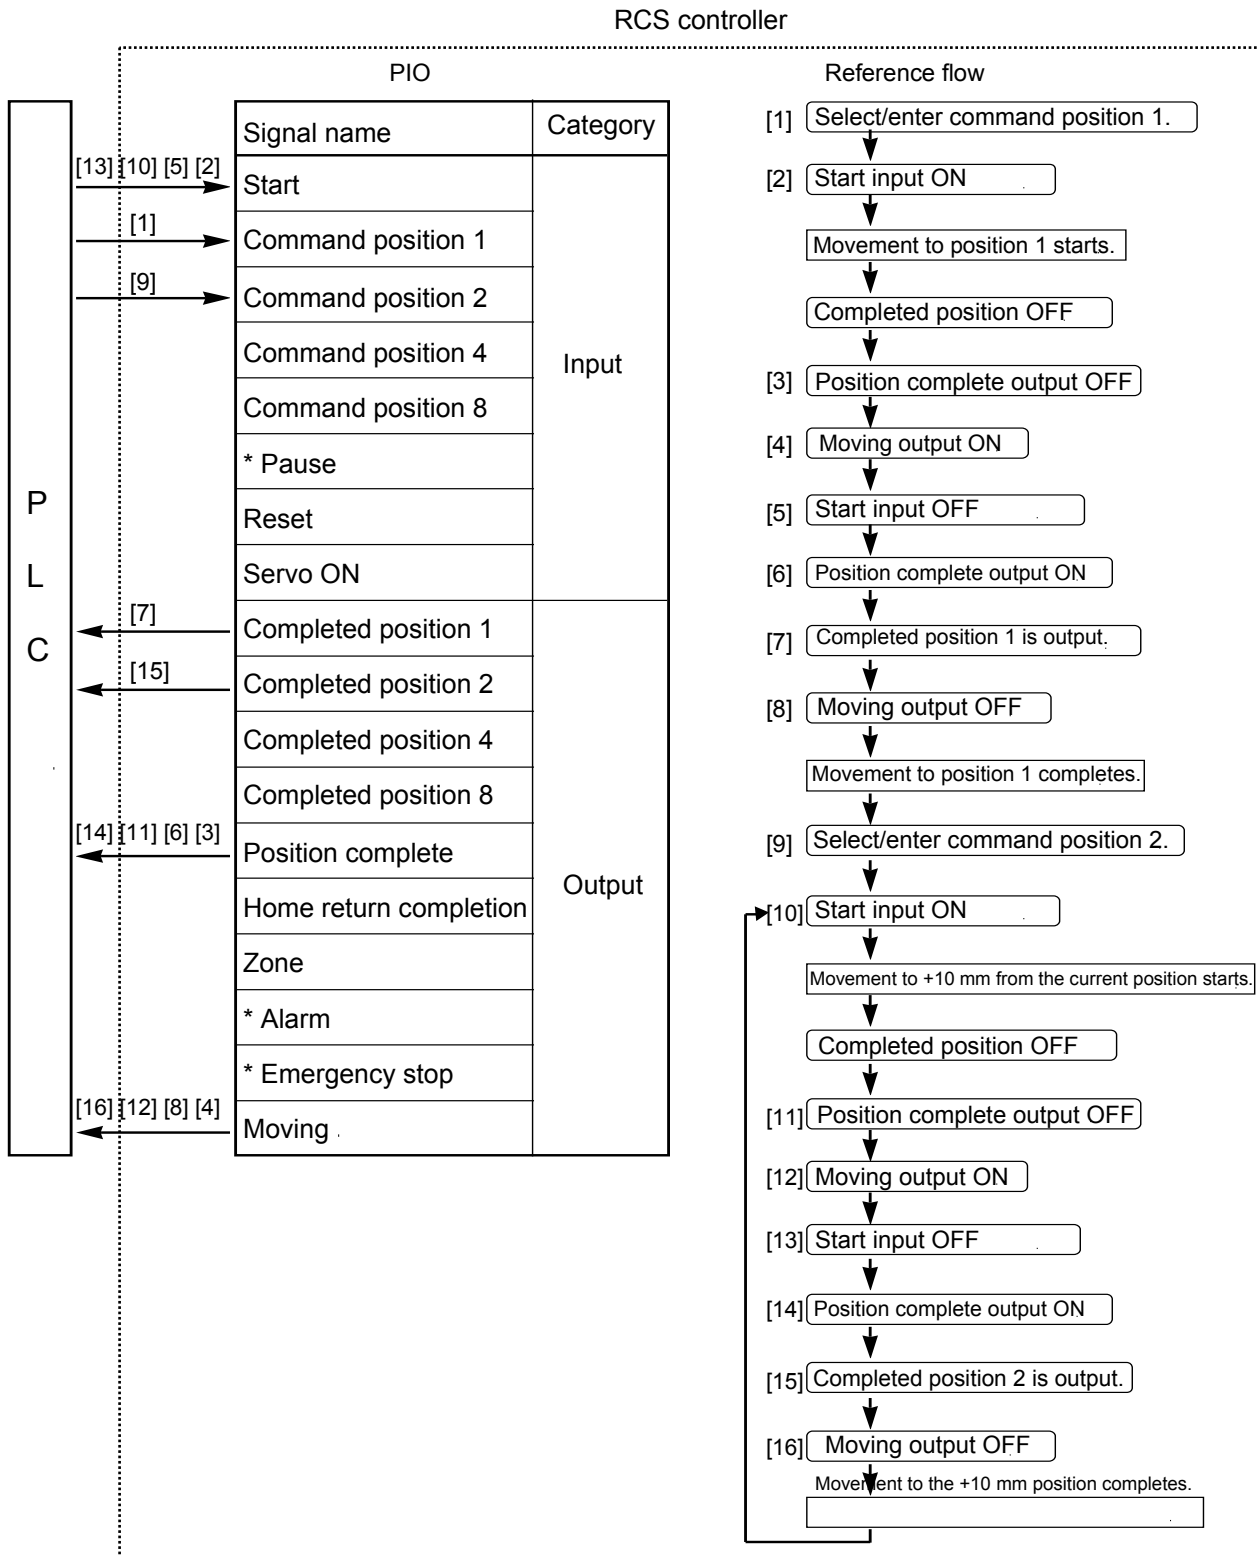 RCS controller
PIO
Reference flow
Signal name
Category
[13] [10] [5] [2]
Start
[1]
Command position 1
[9]
Command position 2
Command position 4
Command position 8
* Pause
Reset
Servo ON
Input
P
L
C
[7]
Completed position 1
[15]
Completed position 2
Completed position 4
Completed position 8
[14] [11] [6] [3]
Position complete
Home return completion
Zone
* Alarm
* Emergency stop
[16] [12] [8] [4]
Moving
Output
[1] Select/enter command position 1.
[2] Start input ON
Movement to position 1 starts.
Completed position OFF
[3] Position complete output OFF
[4] Moving output ON
[5] Start input OFF
[6] Position complete output ON
[7] Completed position 1 is output.
[8] Moving output OFF
Movement to position 1 completes.
[9] Select/enter command position 2.
[10] Start input ON
Movement to +10 mm from the current position starts.
Completed position OFF
[11] Position complete output OFF
[12] Moving output ON
[13] Start input OFF
[14] Position complete output ON
[15] Completed position 2 is output.
[16] Moving output OFF
Movement to the +10 mm position completes.